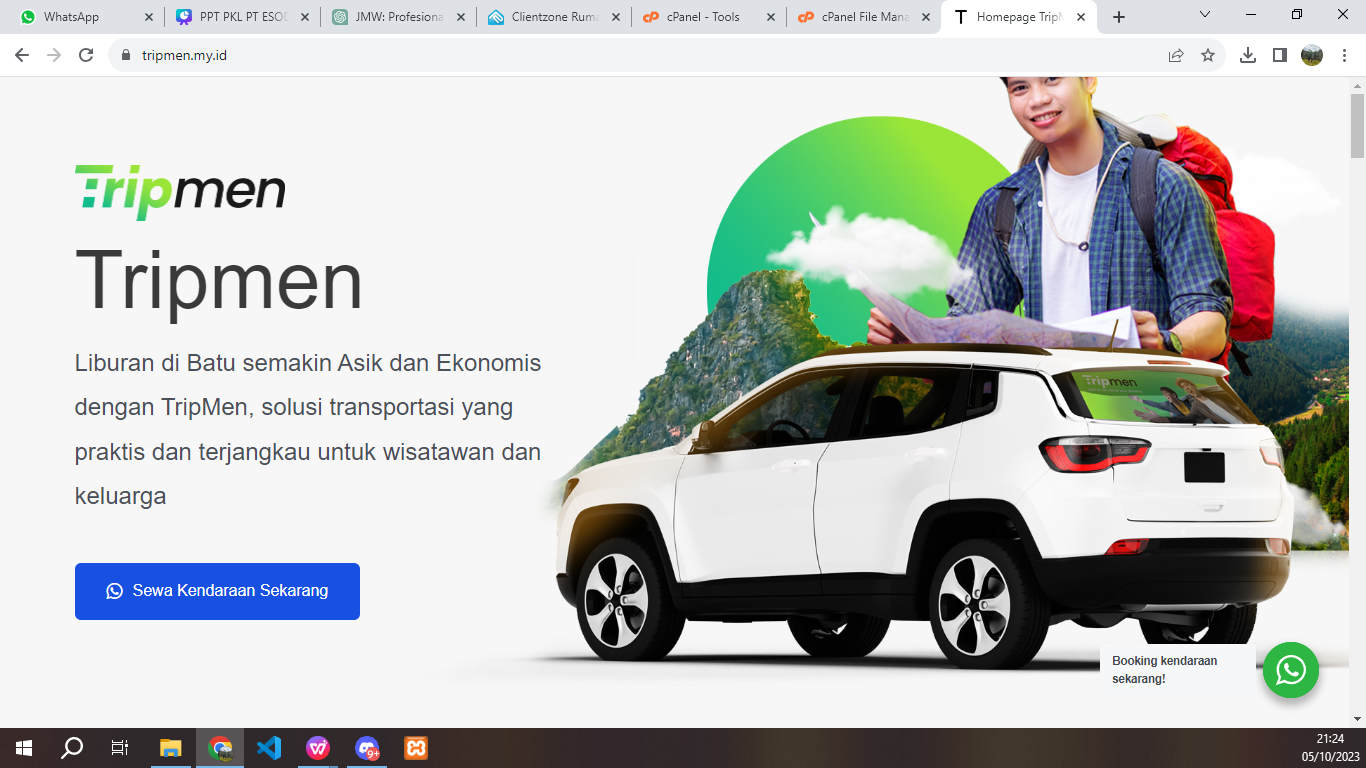 WhatsApp
PPT PKL PT ESOD
JMW: Profesiona
Clientzone Ruma
cPanel - Tools
cPanel File Mana
Homepage TripM
tripmen.my.id
Tripmen
Tripmen
Liburan di Batu semakin Asik dan Ekonomis
dengan TripMen, solusi transportasi yang
praktis dan terjangkau untuk wisatawan dan
keluarga
Sewa Kendaraan Sekarang
Tripmen
Booking kendaraan
sekarang!
9+
21:24
05/10/2023